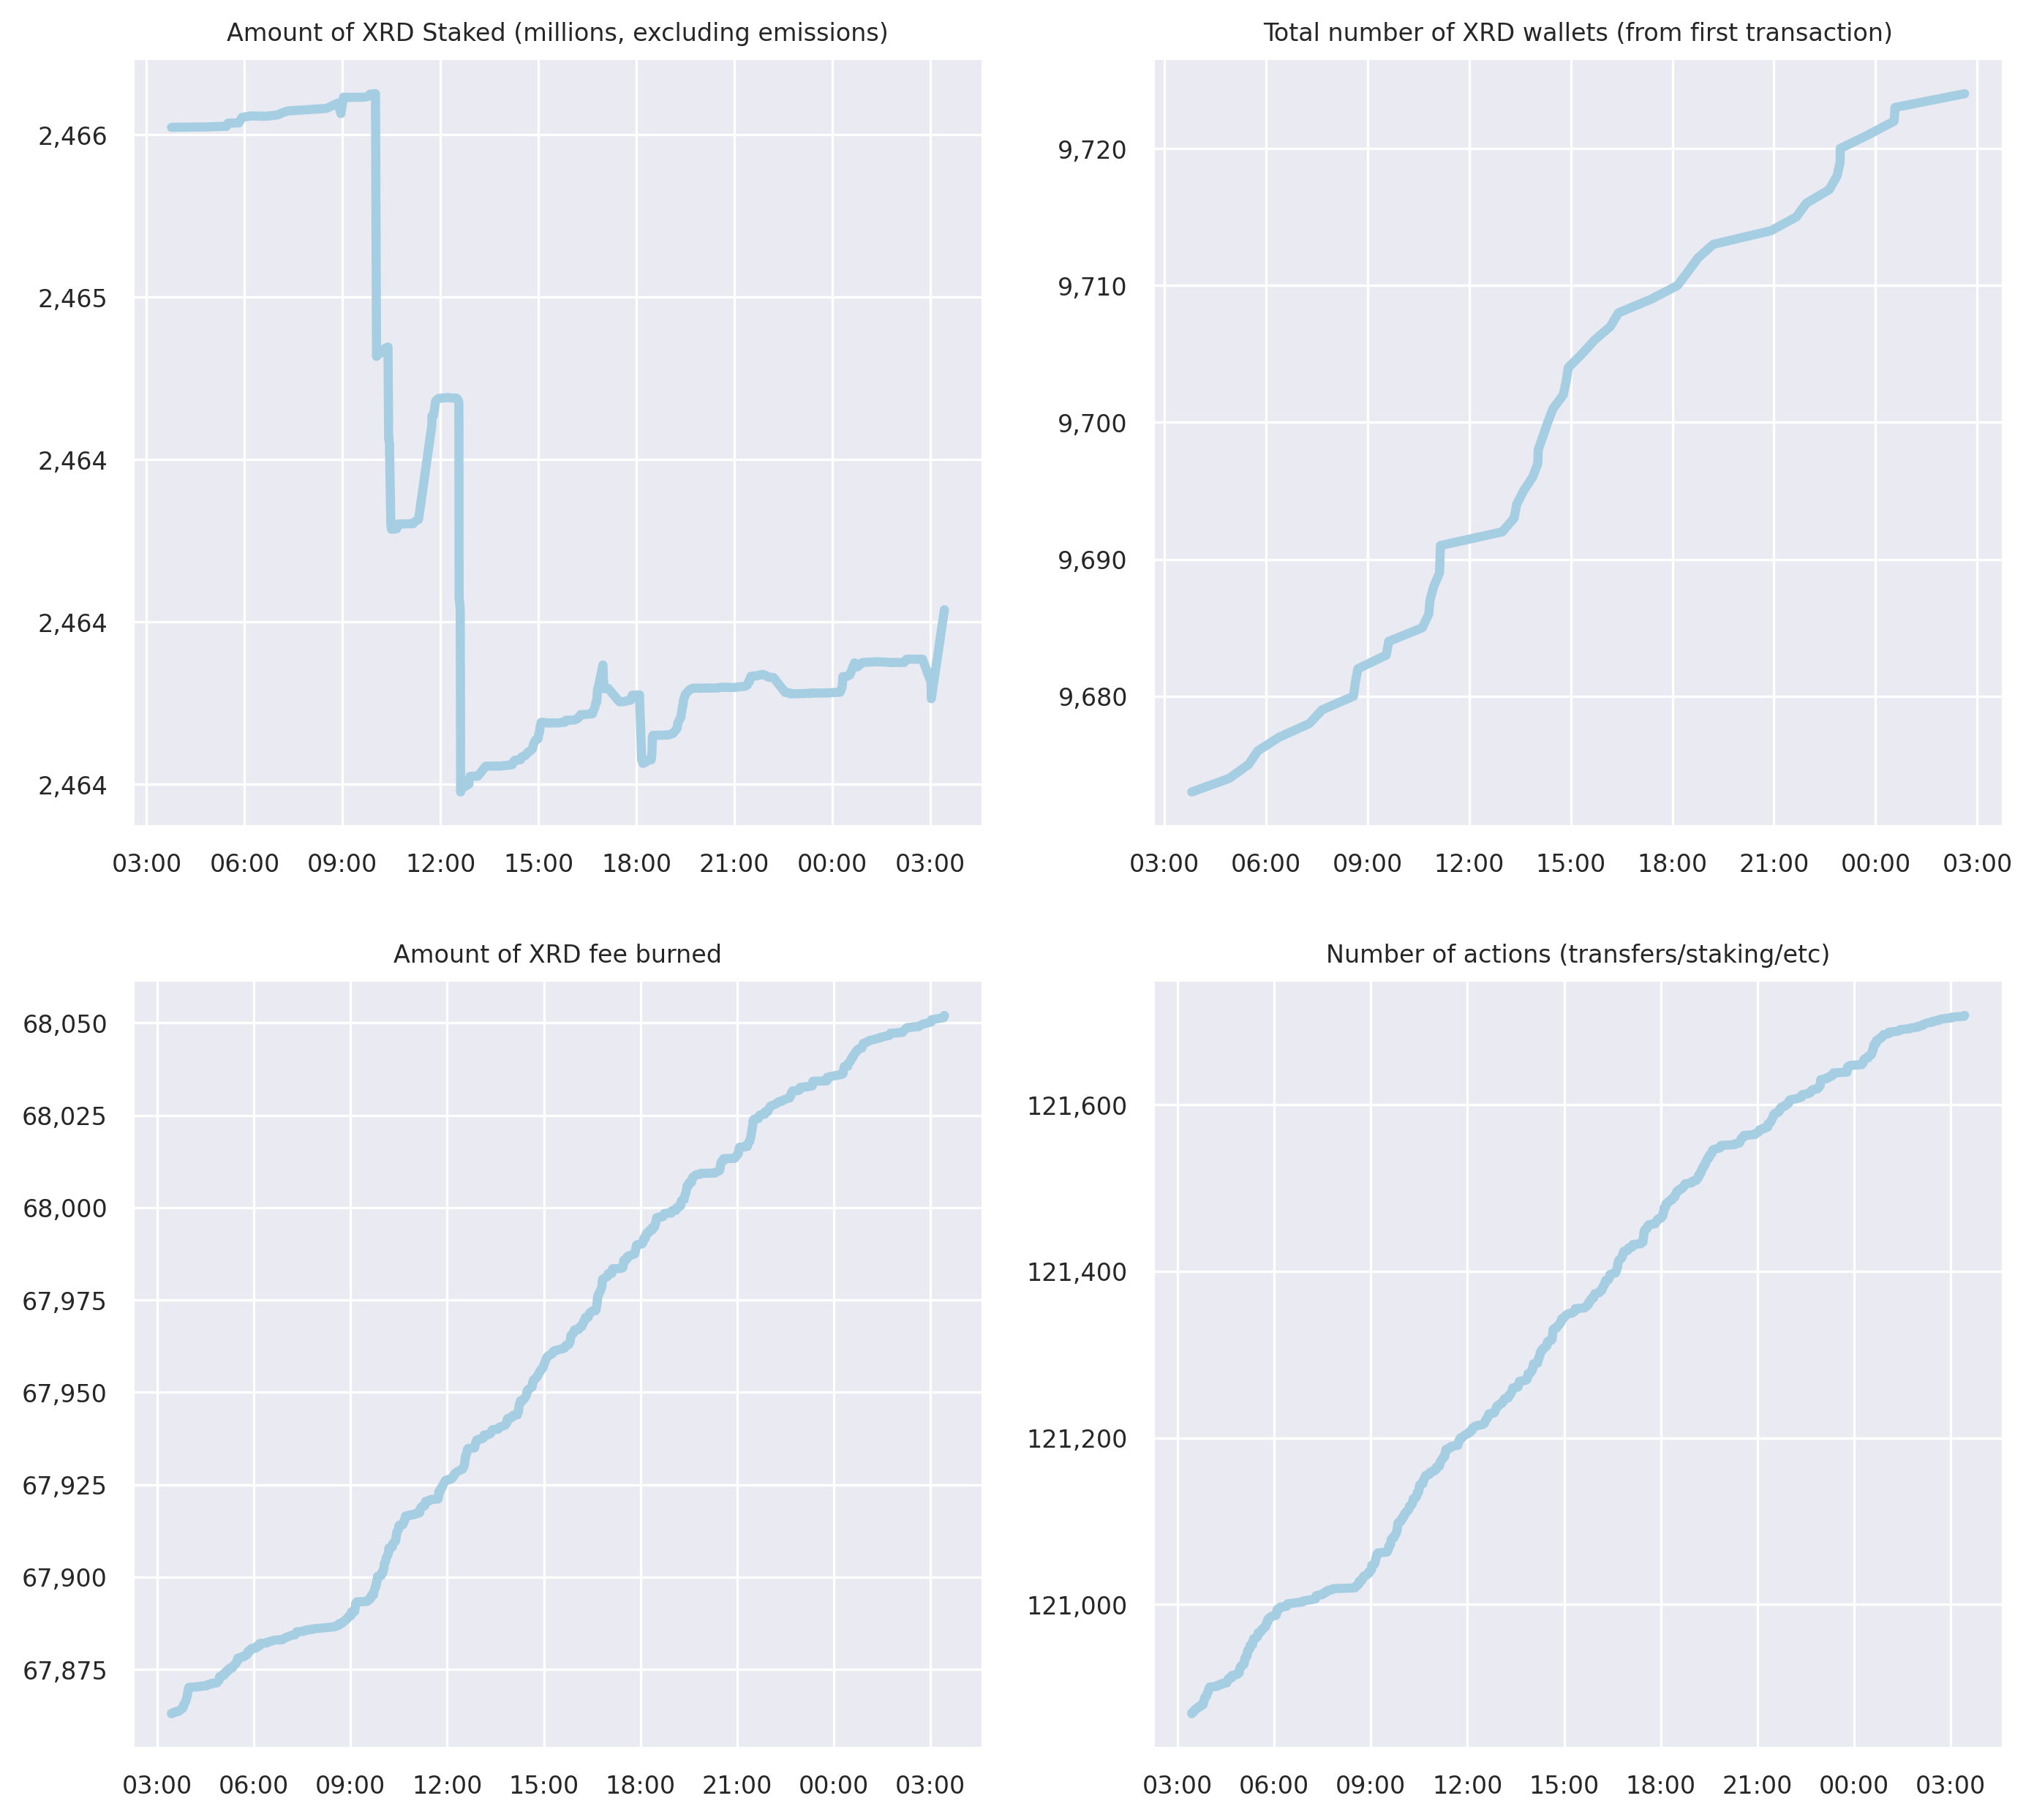 Amount of XRD Staked (millions, excluding emissions)
2,466
2,465
2,464
2,464
2,464
03:00 06:00 09:00 12:00 15:00 18:00 21:00 00:00 03:00
Total number of XRD wallets (from first transaction)
9,720
9,710
9,700
9,690
9,680
03:00 06:00 09:00 12:00 15:00 18:00 21:00 00:00 03:00
Amount of XRD fee burned
68,050
68,025
68,000
67,975
67,950
67,925
67,900
67,875
03:00 06:00 09:00 12:00 15:00 18:00 21:00 00:00 03:00
Number of actions (transfers/staking/etc)
121,600
121,400
121,200
121,000
03:00 06:00 09:00 12:00 15:00 18:00 21:00 00:00 03:00